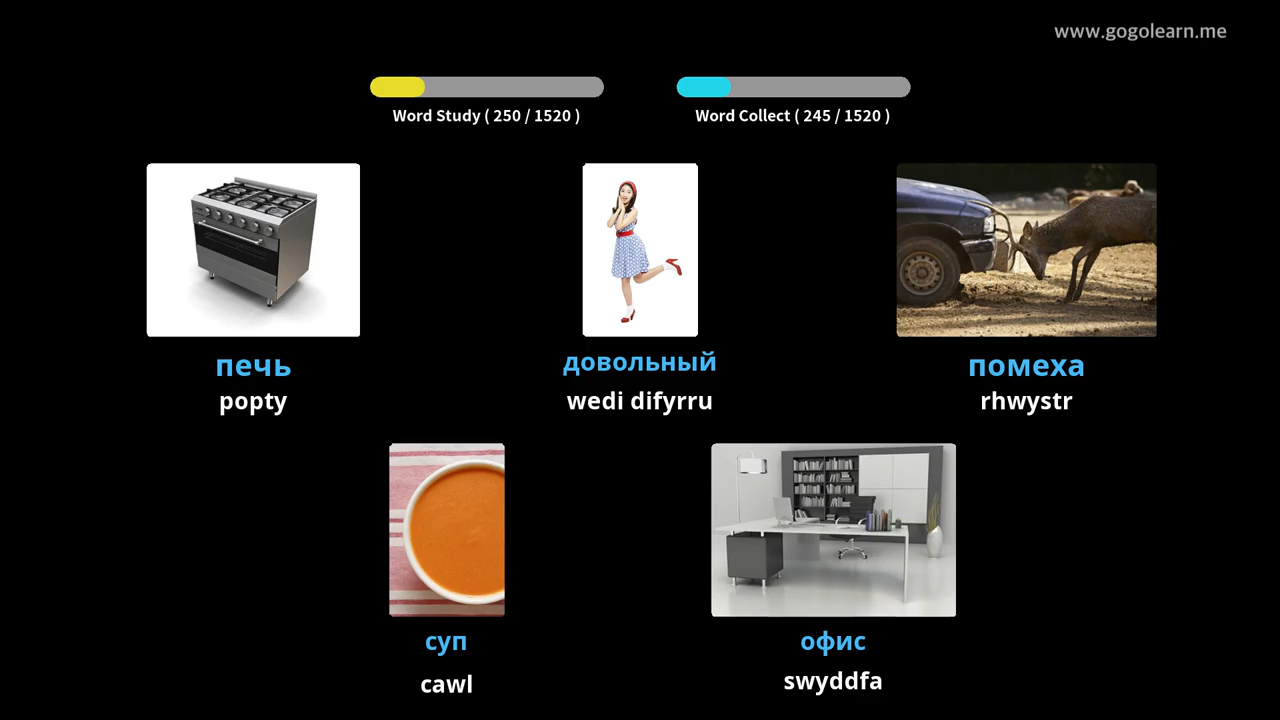 www.gogolearn.me
Word Study ( 250 / 1520 )
Word Collect ( 245 / 1520 )
печь
popty
довольный
wedi difyrru
помеха
rhwystr
суп
cawl
офис
swyddfa